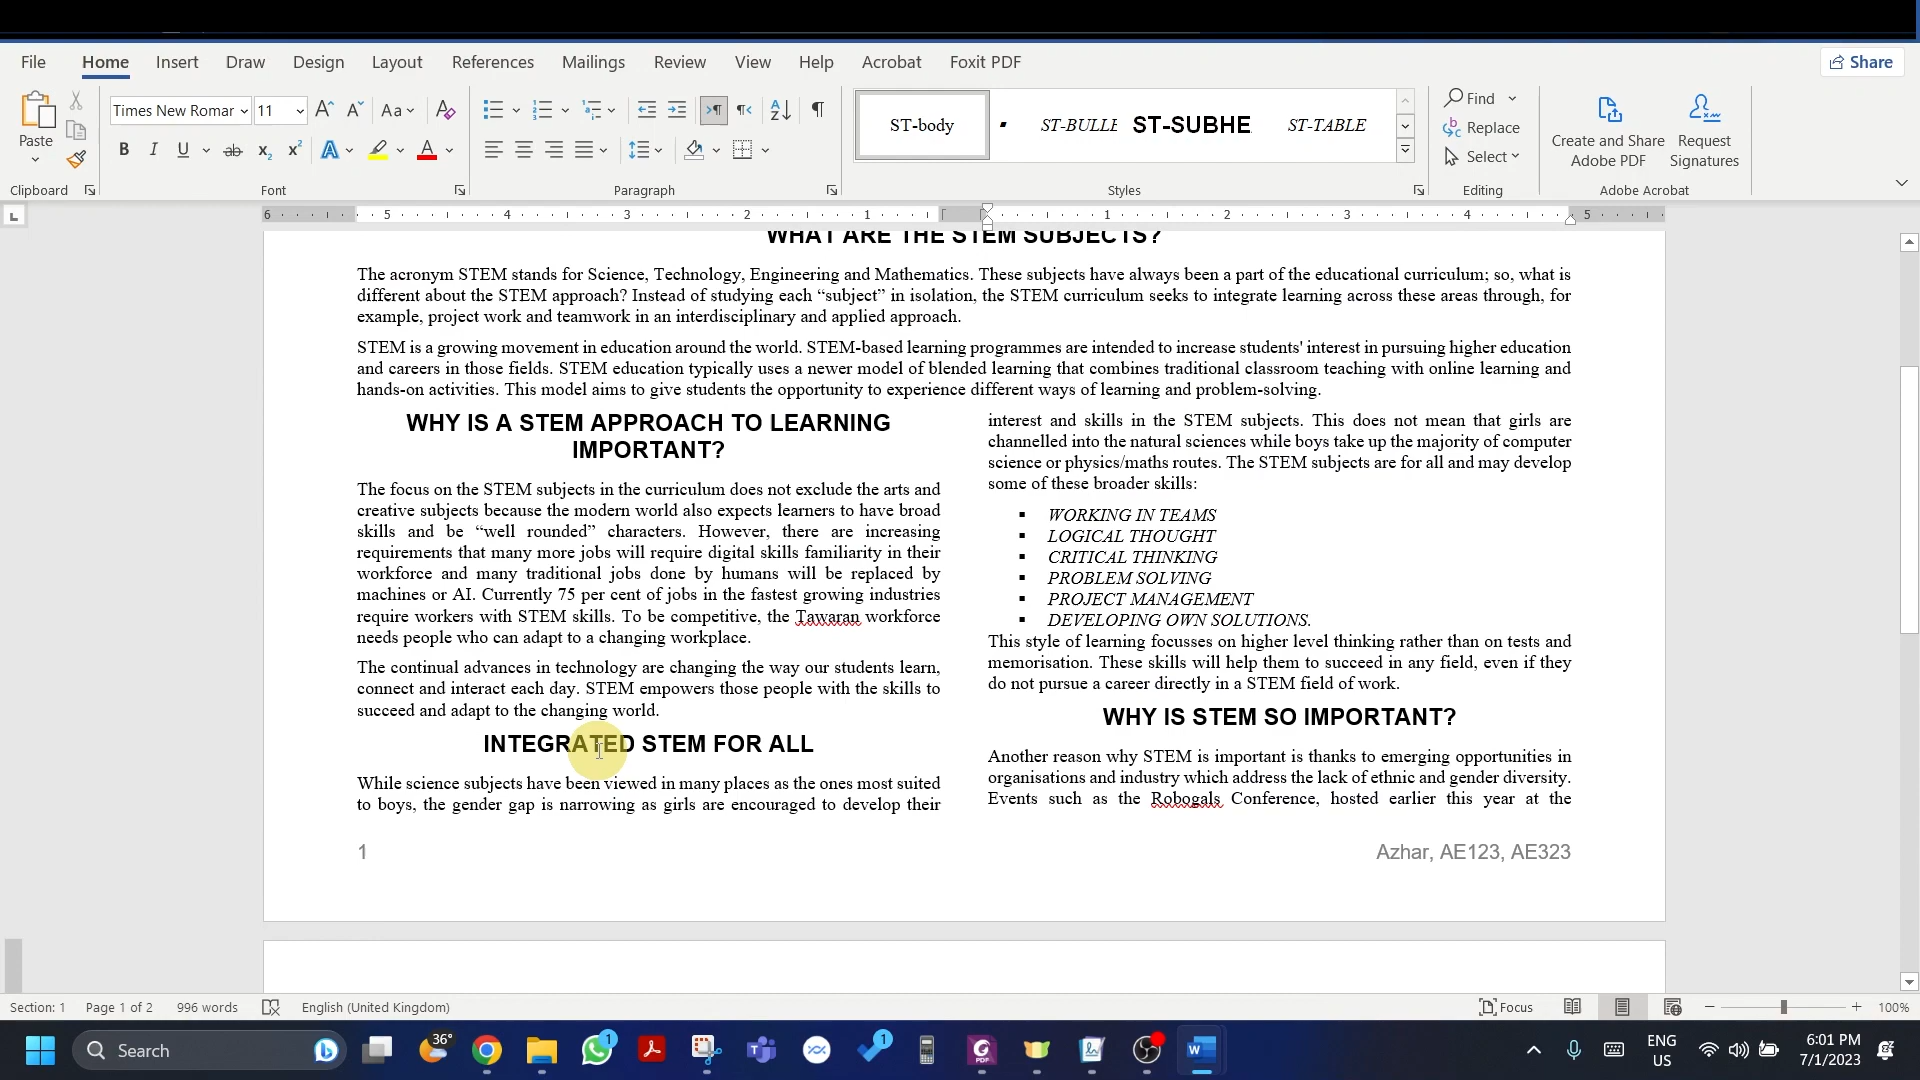 File Home Insert Draw Design Layout References Mailings Review View Help Acrobat Foxit PDF Share
Paste
Clipboard
Times New Romar 11
Aa
Font
Paragraph
ST-body ST-BULLE ST-SUBHE ST-TABLE
Styles
Find
Replace
Select
Editing
Create and Share
Adobe PDF
Request
Signatures
Adobe Acrobat
6 5 4 3 2 1 1 2 3 4 5
WHAT ARE THE STEM SUBJECTS?
The acronym STEM stands for Science, Technology, Engineering and Mathematics. These subjects have always been a part of the educational curriculum; so, what is
different about the STEM approach? Instead of studying each “subject” in isolation, the STEM curriculum seeks to integrate learning across these areas through, for
example, project work and teamwork in an interdisciplinary and applied approach.
STEM is a growing movement in education around the world. STEM-based learning programmes are intended to increase students' interest in pursuing higher education
and careers in those fields. STEM education typically uses a newer model of blended learning that combines traditional classroom teaching with online learning and
hands-on activities. This model aims to give students the opportunity to experience different ways of learning and problem-solving.
WHY IS A STEM APPROACH TO LEARNING
IMPORTANT?
The focus on the STEM subjects in the curriculum does not exclude the arts and
creative subjects because the modern world also expects learners to have broad
skills and be “well rounded” characters. However, there are increasing
requirements that many more jobs will require digital skills familiarity in their
workforce and many traditional jobs done by humans will be replaced by
machines or AI. Currently 75 per cent of jobs in the fastest growing industries
require workers with STEM skills. To be competitive, the Tawaran workforce
needs people who can adapt to a changing workplace.
The continual advances in technology are changing the way our students learn,
connect and interact each day. STEM empowers those people with the skills to
succeed and adapt to the changing world.
INTEGRATED STEM FOR ALL
While science subjects have been viewed in many places as the ones most suited
to boys, the gender gap is narrowing as girls are encouraged to develop their
interest and skills in the STEM subjects. This does not mean that girls are
channelled into the natural sciences while boys take up the majority of computer
science or physics/maths routes. The STEM subjects are for all and may develop
some of these broader skills:
▪ WORKING IN TEAMS
▪ LOGICAL THOUGHT
▪ CRITICAL THINKING
▪ PROBLEM SOLVING
▪ PROJECT MANAGEMENT
▪ DEVELOPING OWN SOLUTIONS.
This style of learning focusses on higher level thinking rather than on tests and
memorisation. These skills will help them to succeed in any field, even if they
do not pursue a career directly in a STEM field of work.
WHY IS STEM SO IMPORTANT?
Another reason why STEM is important is thanks to emerging opportunities in
organisations and industry which address the lack of ethnic and gender diversity.
Events such as the Robogals Conference, hosted earlier this year at the
1 Azhar, AE123, AE323
Section: 1 Page 1 of 2 996 words English (United Kingdom) Focus 100%
Search 36° 1 1 ENG
US
6:01 PM
7/1/2023